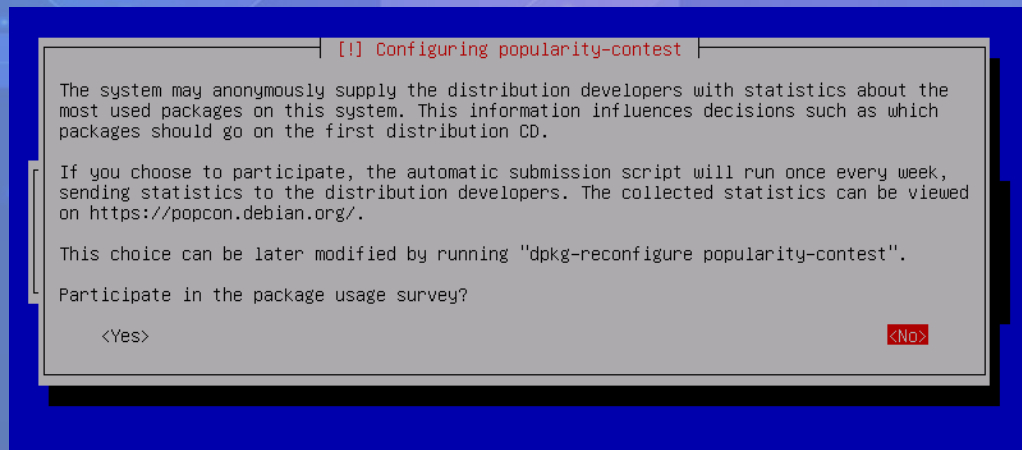 [!] Configuring popularity-contest
The system may anonymously supply the distribution developers with statistics about the
most used packages on this system. This information influences decisions such as which
packages should go on the first distribution CD.
If you choose to participate, the automatic submission script will run once every week,
sending statistics to the distribution developers. The collected statistics can be viewed
on https://popcon.debian.org/.
This choice can be later modified by running "dpkg-reconfigure popularity-contest".
Participate in the package usage survey?
<Yes> <No>